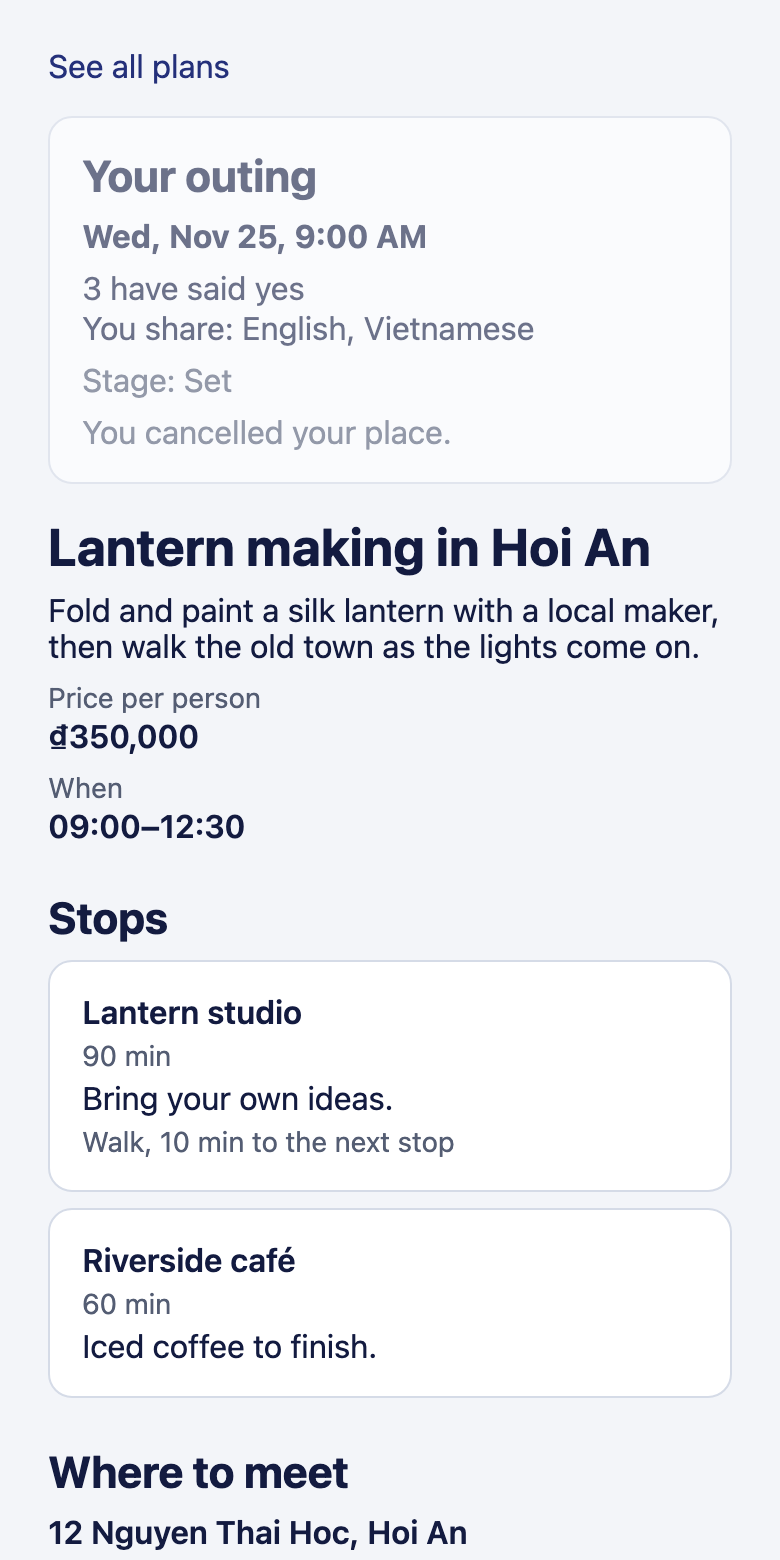 See all plans
Your outing
Wed, Nov 25, 9:00 AM
3 have said yes
You share: English, Vietnamese
Stage: Set
You cancelled your place.
Lantern making in Hoi An
Fold and paint a silk lantern with a local maker,
then walk the old town as the lights come on.
Price per person
₫350,000
When
09:00–12:30
Stops
Lantern studio
90 min
Bring your own ideas.
Walk, 10 min to the next stop
Riverside café
60 min
Iced coffee to finish.
Where to meet
12 Nguyen Thai Hoc, Hoi An